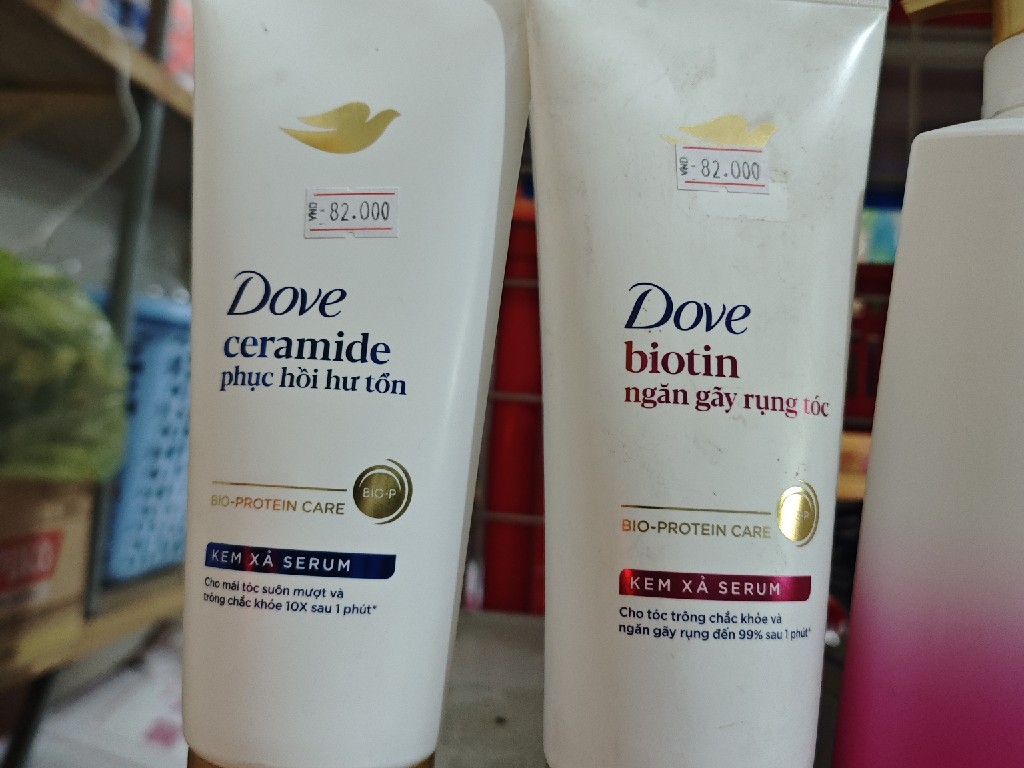 VND - 82.000
Dove
ceramide
phục hồi hư tổn
BIO-PROTEIN CARE
BIO-P
KEM XẢ SERUM
Cho mái tóc suôn mượt và
trông chắc khỏe 10X sau 1 phút*
VND - 82.000
Dove
biotin
ngăn gãy rụng tóc
BIO-PROTEIN CARE
KEM XẢ SERUM
Cho tóc trông chắc khỏe và
ngăn gãy rụng đến 99% sau 1 phút*